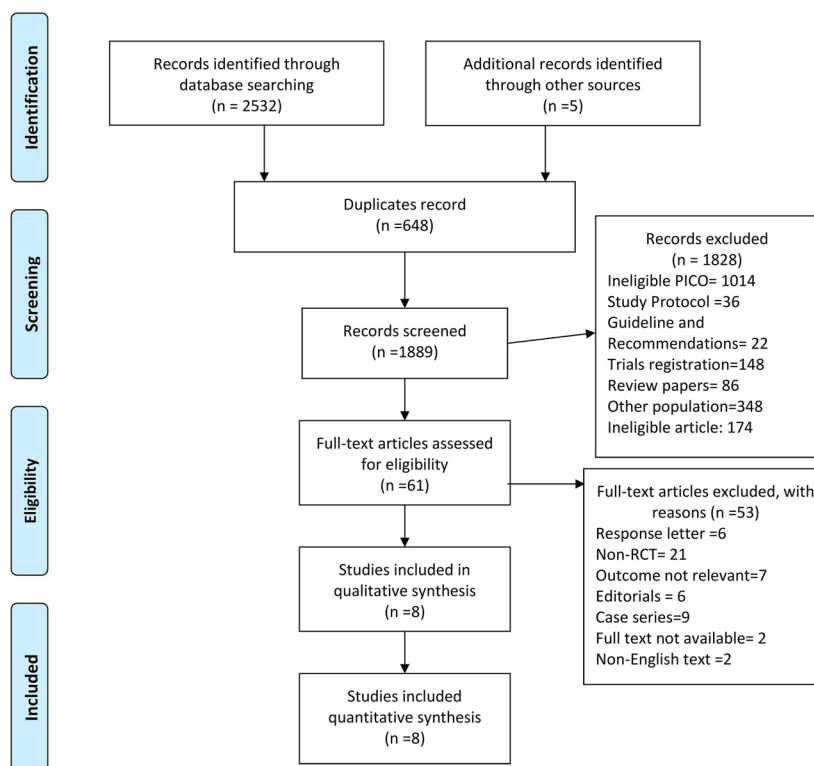 Identification
Records identified through
database searching
(n = 2532)
Additional records identified
through other sources
(n =5)
Duplicates record
(n =648)
Screening
Records screened
(n =1889)
Records excluded
(n = 1828)
Ineligible PICO= 1014
Study Protocol =36
Guideline and
Recommendations= 22
Trials registration=148
Review papers= 86
Other population=348
Ineligible article: 174
Eligibility
Full-text articles assessed
for eligibility
(n =61)
Full-text articles excluded, with
reasons (n =53)
Response letter =6
Non-RCT= 21
Outcome not relevant=7
Editorials = 6
Case series=9
Full text not available= 2
Non-English text =2
Studies included in
qualitative synthesis
(n =8)
Included
Studies included
quantitative synthesis
(n =8)